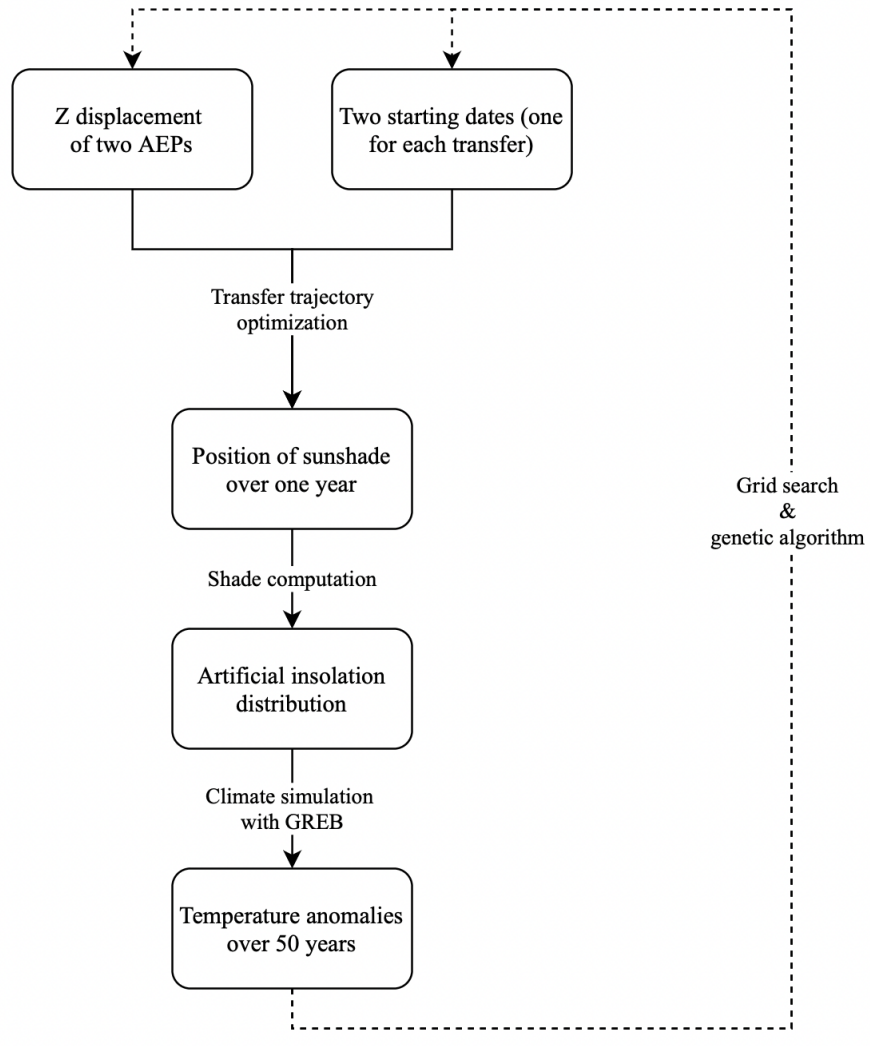 Z displacement
of two AEPs
Two starting dates (one
for each transfer)
Transfer trajectory
optimization
Position of sunshade
over one year
Grid search
&
genetic algorithm
Shade computation
Artificial insolation
distribution
Climate simulation
with GREB
Temperature anomalies
over 50 years